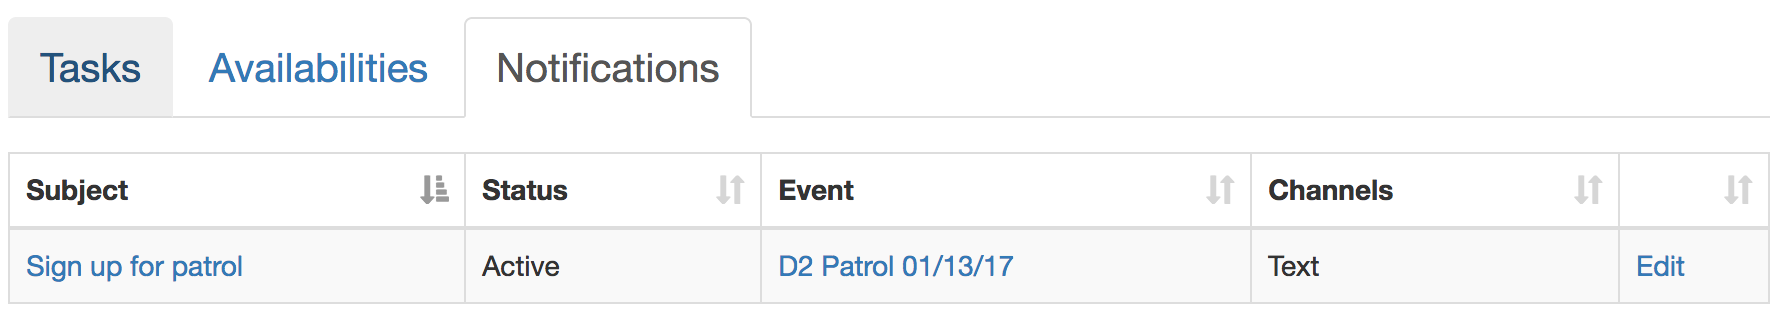 Tasks Availabilities Notifications
Subject Status Event Channels
Sign up for patrol Active D2 Patrol 01/13/17 Text Edit